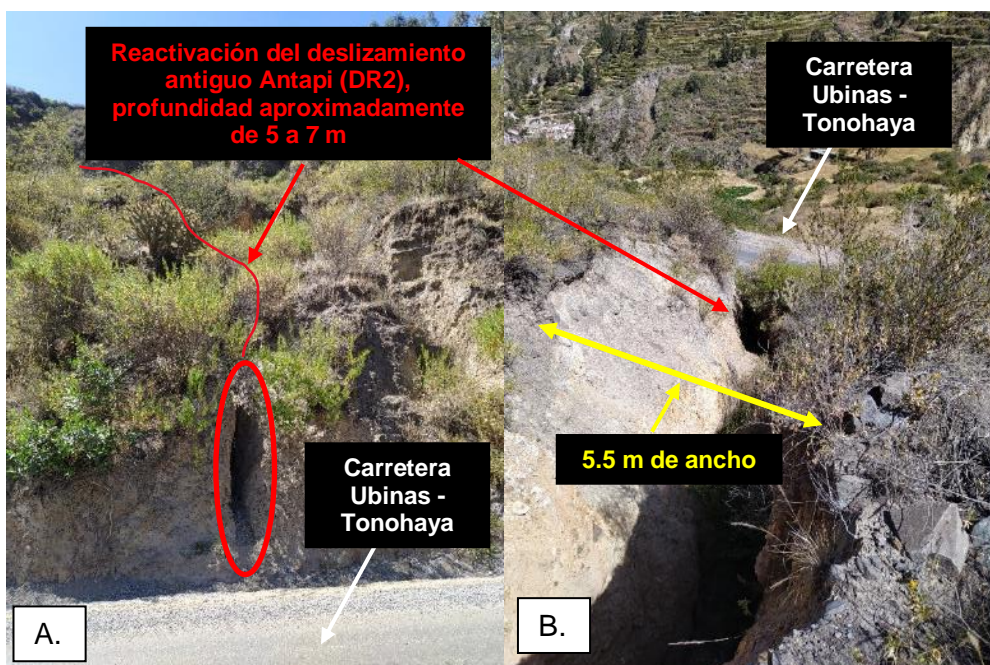 Reactivación del deslizamiento
antiguo Antapi (DR2),
profundidad aproximadamente
de 5 a 7 m
Carretera
Ubinas -
Tonohaya
A.
Carretera
Ubinas -
Tonohaya
5.5 m de ancho
B.